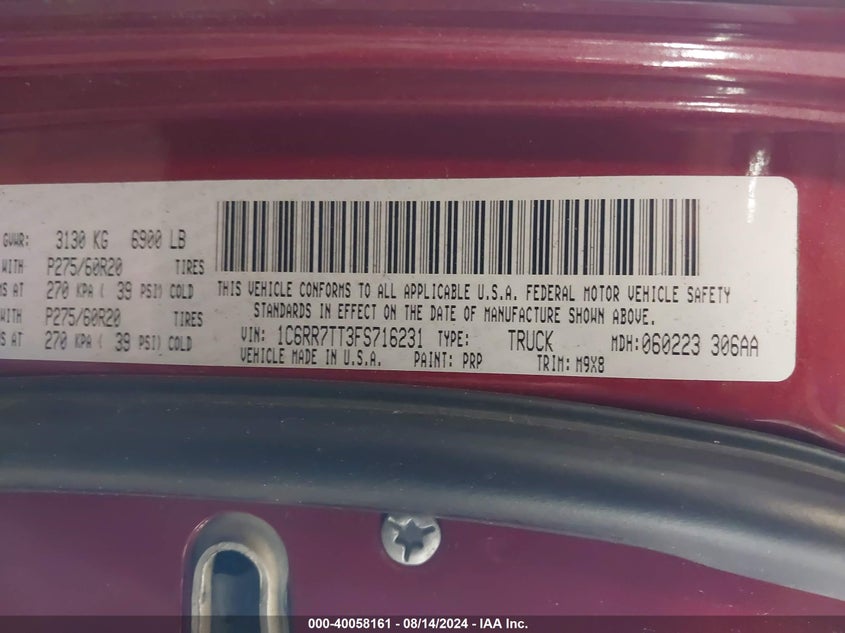 GVWR: 3130 KG 6900 LB
WITH P275/60R20 TIRES
AT 270 KPA ( 39 PSI) COLD
P275/60R20 TIRES
AT 270 KPA ( 39 PSI) COLD
THIS VEHICLE CONFORMS TO ALL APPLICABLE U.S.A. FEDERAL MOTOR VEHICLE SAFETY
STANDARDS IN EFFECT ON THE DATE OF MANUFACTURE SHOWN ABOVE.
VIN: 1C6RR7TT3FS716231 TYPE: TRUCK MDH: 060223 306AA
VEHICLE MADE IN U.S.A. PAINT: PRP TRIM: M9X8
000-40058161 - 08/14/2024 - IAA Inc.